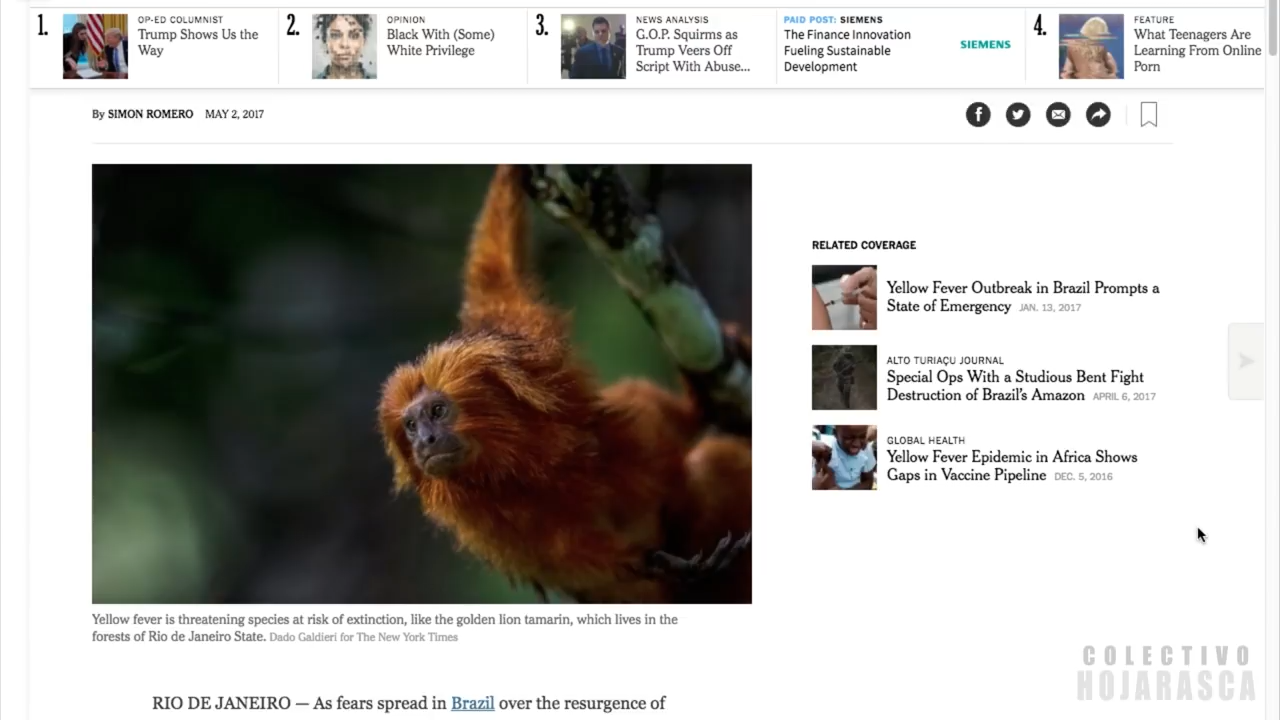 1.
OP-ED COLUMNIST
Trump Shows Us the
Way
2.
OPINION
Black With (Some)
White Privilege
3.
NEWS ANALYSIS
G.O.P. Squirms as
Trump Veers Off
Script With Abuse...
PAID POST: SIEMENS
The Finance Innovation
Fueling Sustainable
Development
SIEMENS
4.
FEATURE
What Teenagers Are
Learning From Online
Porn
By SIMON ROMERO MAY 2, 2017
RELATED COVERAGE
Yellow Fever Outbreak in Brazil Prompts a
State of Emergency JAN. 13, 2017
ALTO TURIAÇU JOURNAL
Special Ops With a Studious Bent Fight
Destruction of Brazil's Amazon APRIL 6, 2017
GLOBAL HEALTH
Yellow Fever Epidemic in Africa Shows
Gaps in Vaccine Pipeline DEC. 5, 2016
Yellow fever is threatening species at risk of extinction, like the golden lion tamarin, which lives in the
forests of Rio de Janeiro State. Dado Galdieri for The New York Times
RIO DE JANEIRO — As fears spread in Brazil over the resurgence of
COLECTIVO
HOJARASCA